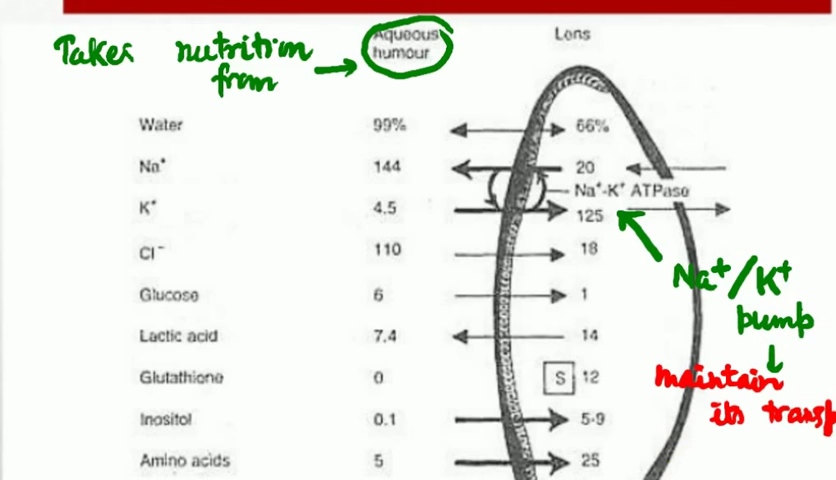 Takes nutrition from →
Aqueous humour Lens
Water 99% 66%
Na⁺ 144 20
Na⁺-K⁺ ATPase
K⁺ 4.5 125
Cl⁻ 110 18
Glucose 6 1
Lactic acid 7.4 14
Glutathione 0 S 12
Inositol 0.1 5·9
Amino acids 5 25
Na⁺/K⁺
pump
↓
maintain
its transp